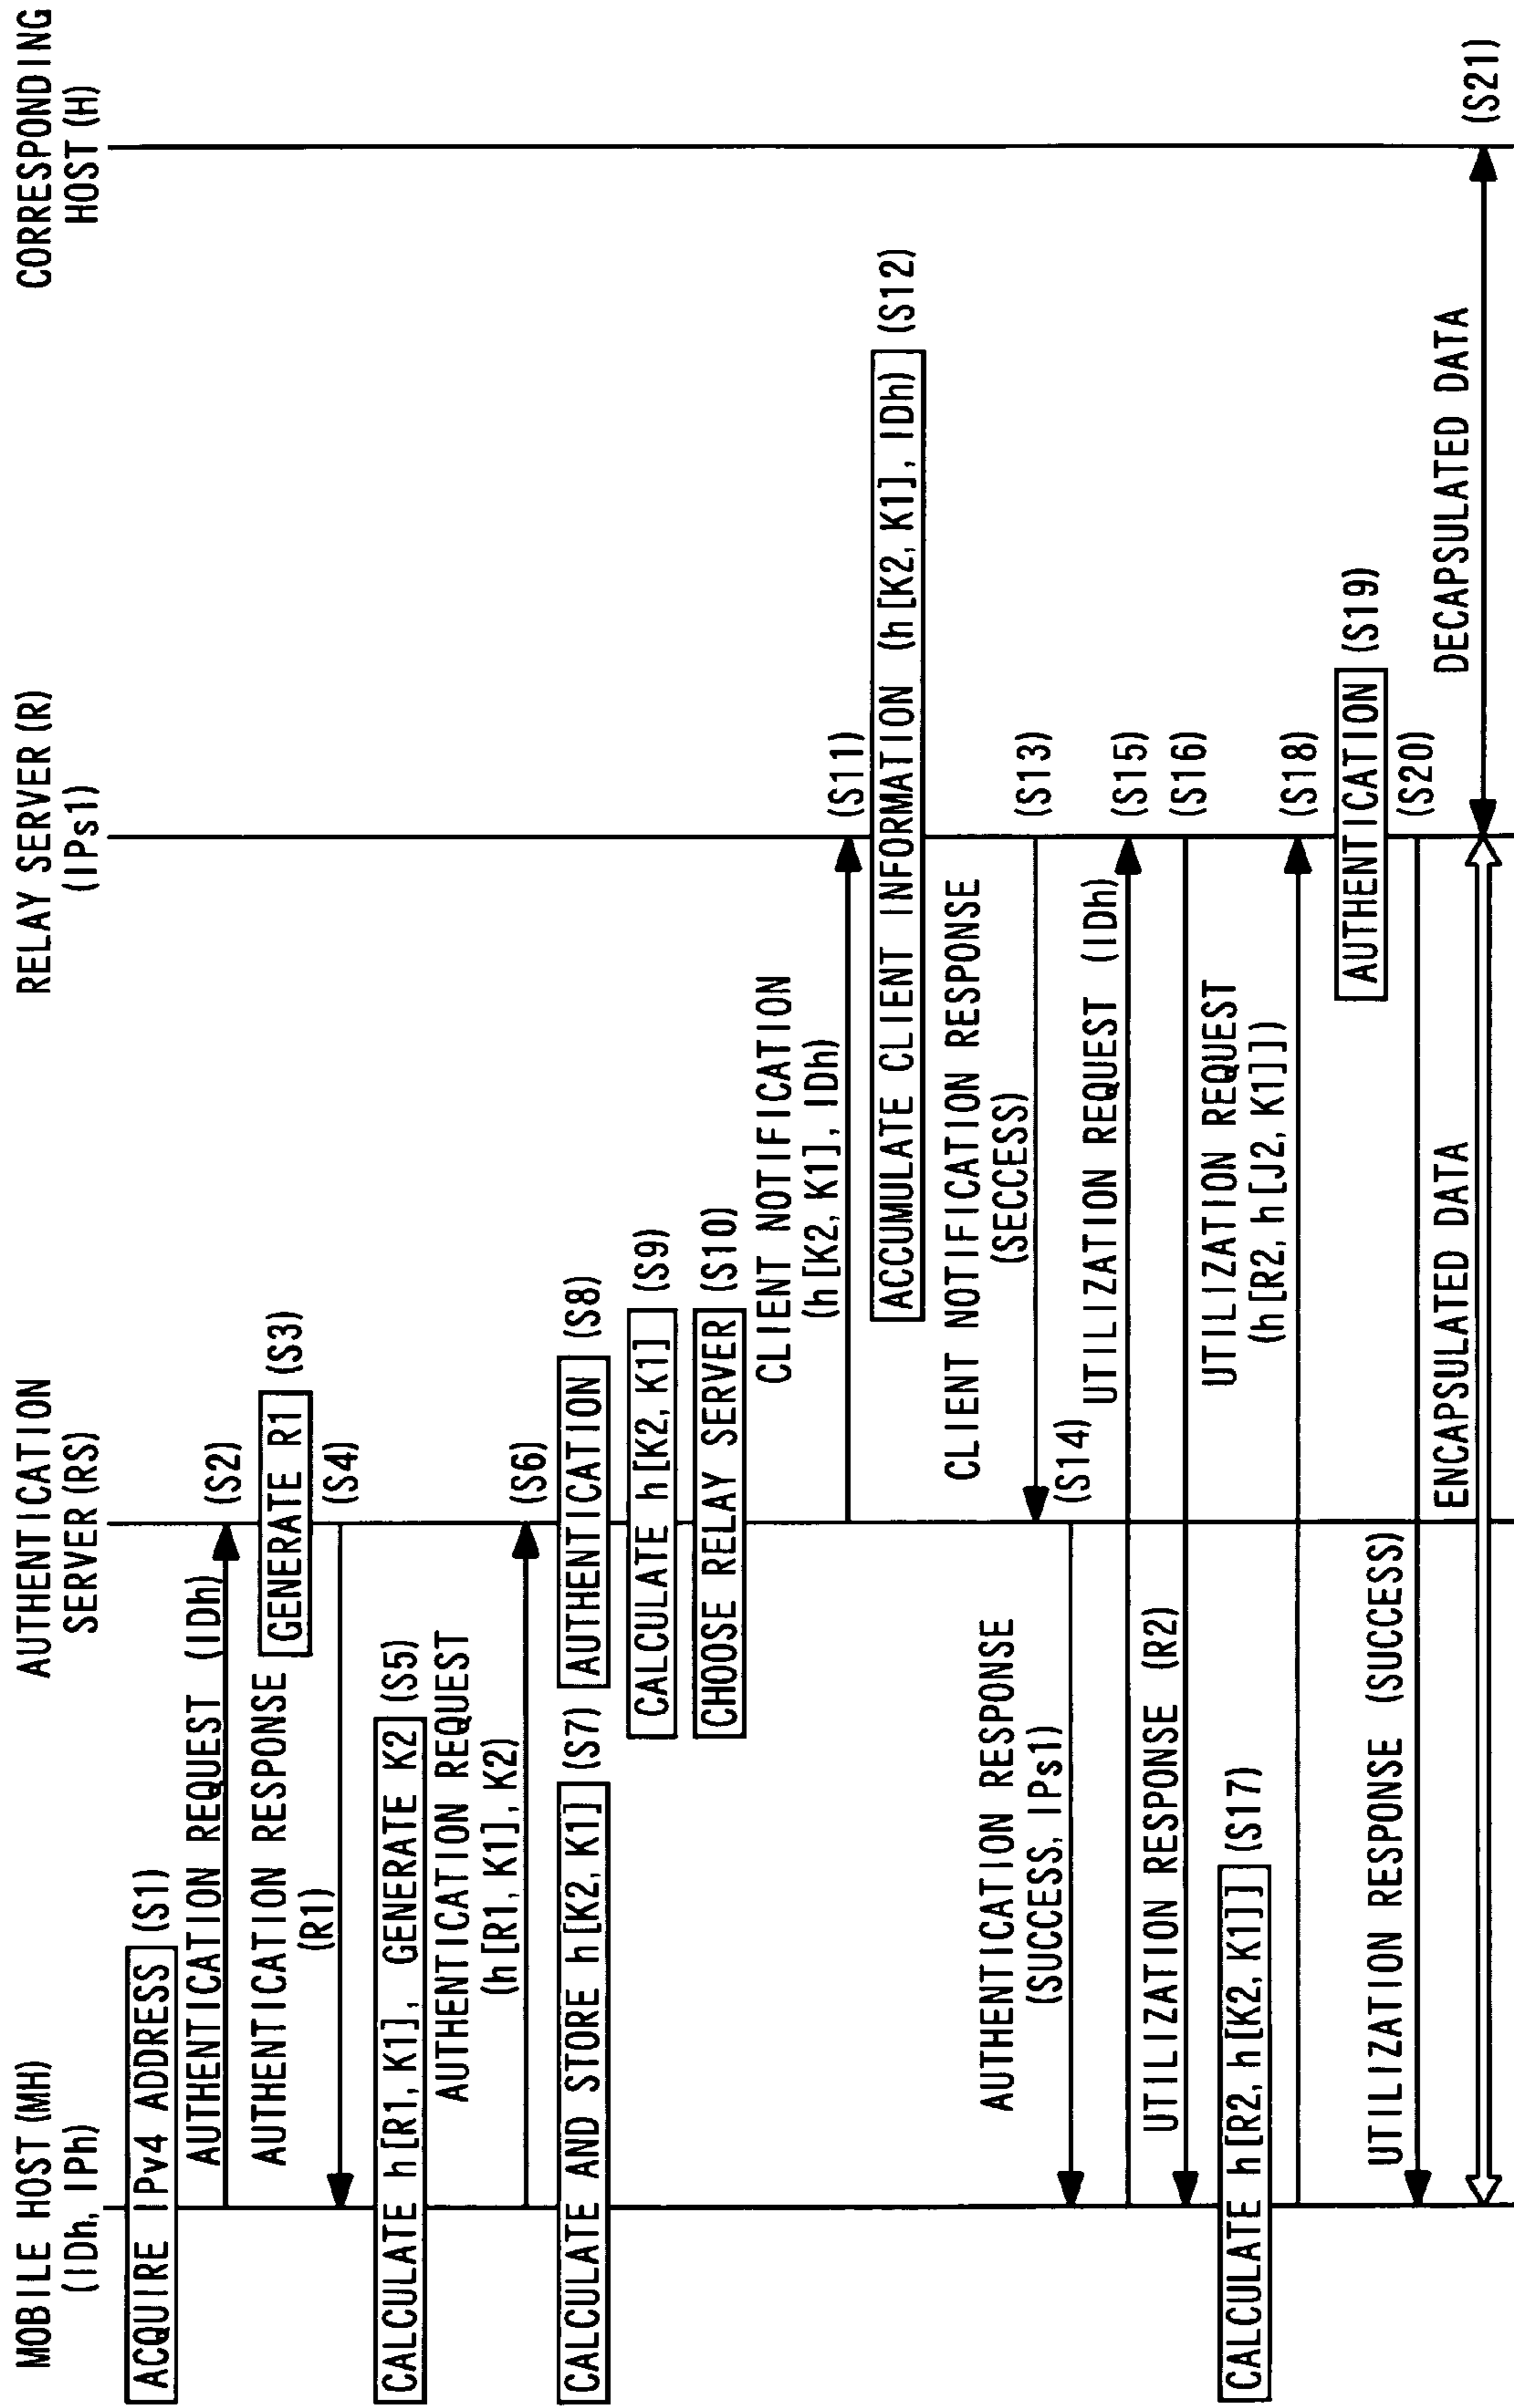 MOBILE HOST (MH)
(IDh, IPh)
AUTHENTICATION
SERVER (RS)
RELAY SERVER (R)
(IPs1)
CORRESPONDING
HOST (H)
ACQUIRE IPv4 ADDRESS (S1)
AUTHENTICATION REQUEST (IDh) (S2)
GENERATE R1 (S3)
AUTHENTICATION RESPONSE
(R1)
(S4)
CALCULATE h[R1, K1], GENERATE K2 (S5)
AUTHENTICATION REQUEST
(h[R1, K1], K2)
(S6)
CALCULATE AND STORE h[K2, K1] (S7)
AUTHENTICATION (S8)
CALCULATE h[K2, K1] (S9)
CHOOSE RELAY SERVER (S10)
CLIENT NOTIFICATION
(h[K2, K1], IDh)
(S11)
ACCUMULATE CLIENT INFORMATION (h[K2, K1], IDh) (S12)
CLIENT NOTIFICATION RESPONSE
(SECCESS)
(S13)
AUTHENTICATION RESPONSE
(SUCCESS, IPs1)
(S14)
UTILIZATION REQUEST (IDh) (S15)
UTILIZATION RESPONSE (R2)
(S16)
CALCULATE h[R2, h[K2, K1]] (S17)
UTILIZATION REQUEST
(h[R2, h[J2, K1]])
(S18)
AUTHENTICATION (S19)
UTILIZATION RESPONSE (SUCCESS)
(S20)
ENCAPSULATED DATA
DECAPSULATED DATA
(S21)